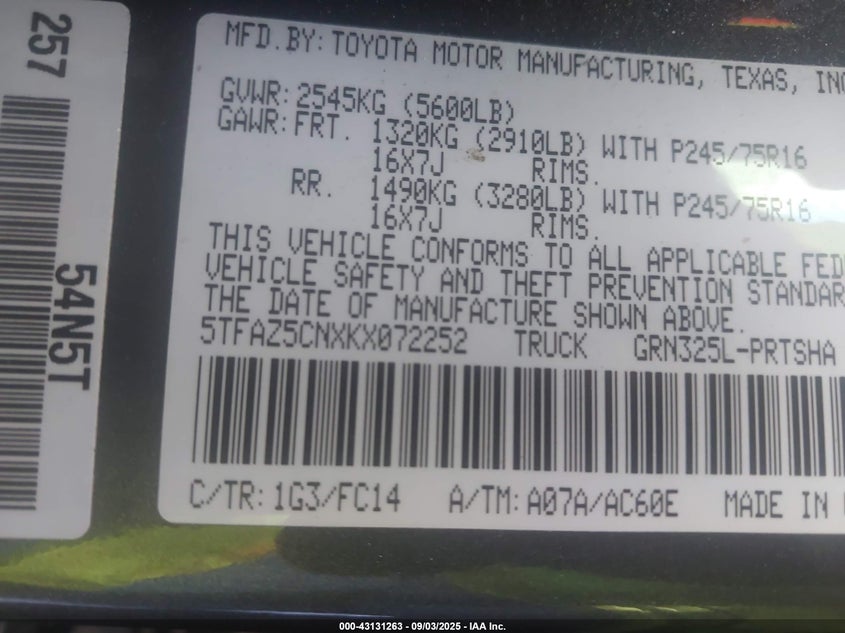 257
54N5T
MFD.BY: TOYOTA MOTOR MANUFACTURING, TEXAS, INC
GVWR: 2545KG (5600LB)
GAWR: FRT. 1320KG (2910LB) WITH P245/75R16
16X7J RIMS.
RR. 1490KG (3280LB) WITH P245/75R16
16X7J RIMS.
THIS VEHICLE CONFORMS TO ALL APPLICABLE FED
VEHICLE SAFETY AND THEFT PREVENTION STANDAR
THE DATE OF MANUFACTURE SHOWN ABOVE.
5TFAZ5CNXKX072252 TRUCK GRN325L-PRTSHA
C/TR: 1G3/FC14 A/TM: A07A/AC60E MADE IN
000-43131263 - 09/03/2025 - IAA Inc.